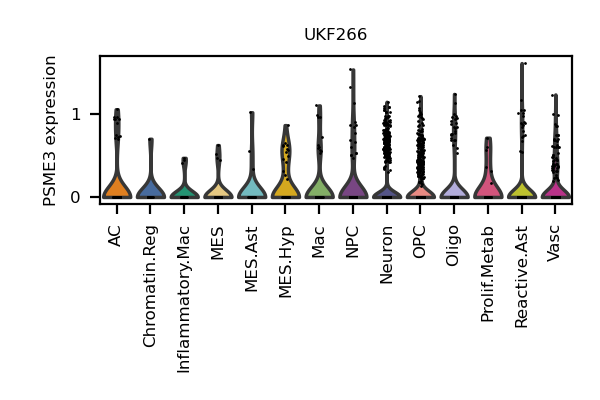 UKF266
PSME3 expression
1
0
AC
Chromatin.Reg
Inflammatory.Mac
MES
MES.Ast
MES.Hyp
Mac
NPC
Neuron
OPC
Oligo
Prolif.Metab
Reactive.Ast
Vasc